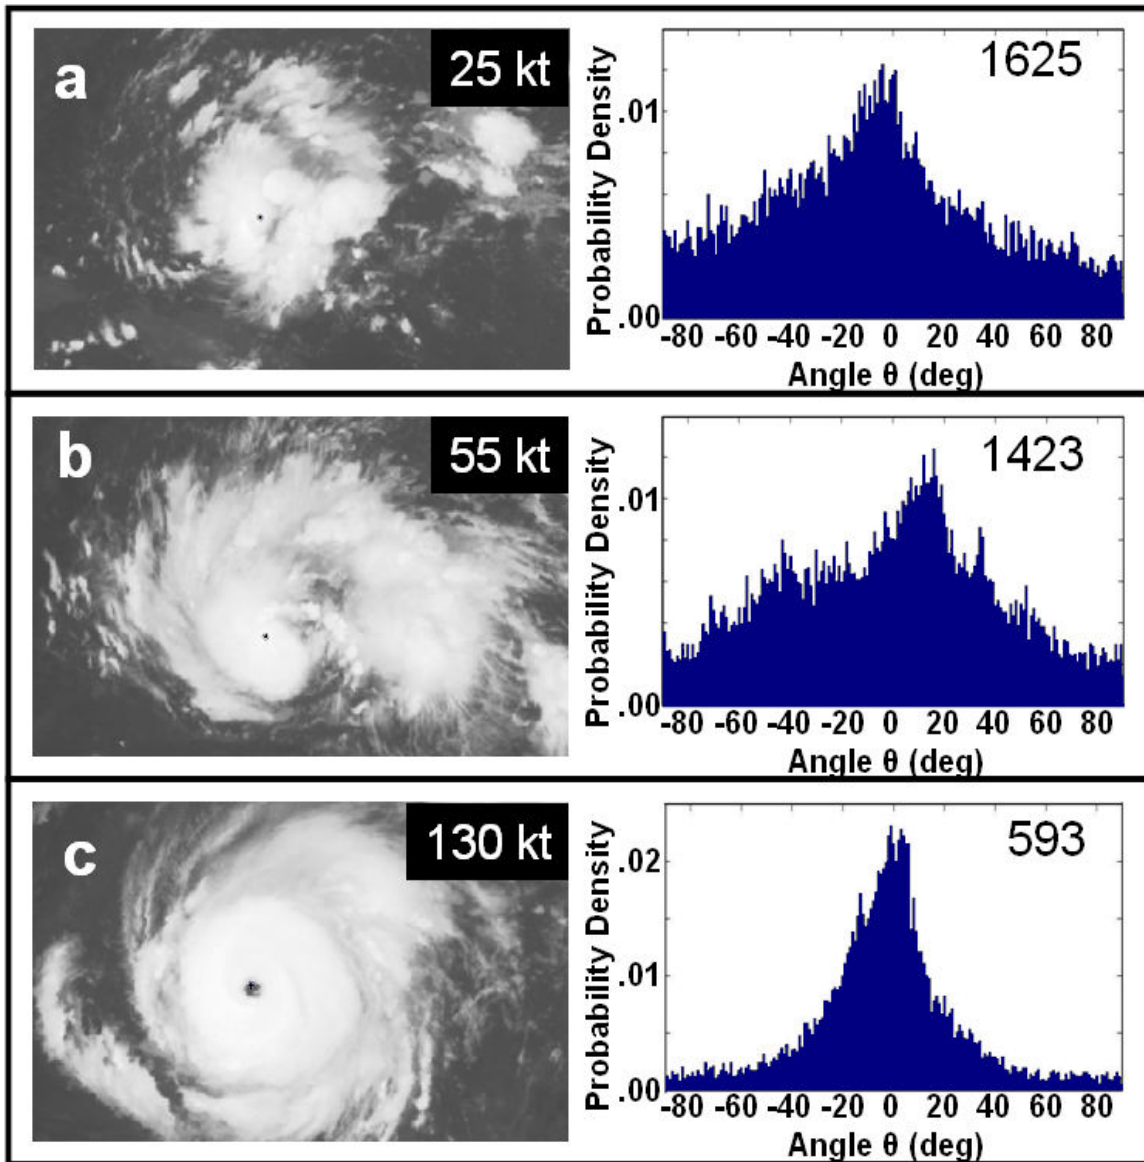 a
25 kt
1625
Probability Density
.01
.00
-80 -60 -40 -20 0 20 40 60 80
Angle θ (deg)
b
55 kt
1423
Probability Density
.01
.00
-80 -60 -40 -20 0 20 40 60 80
Angle θ (deg)
c
130 kt
593
Probability Density
.02
.01
.00
-80 -60 -40 -20 0 20 40 60 80
Angle θ (deg)